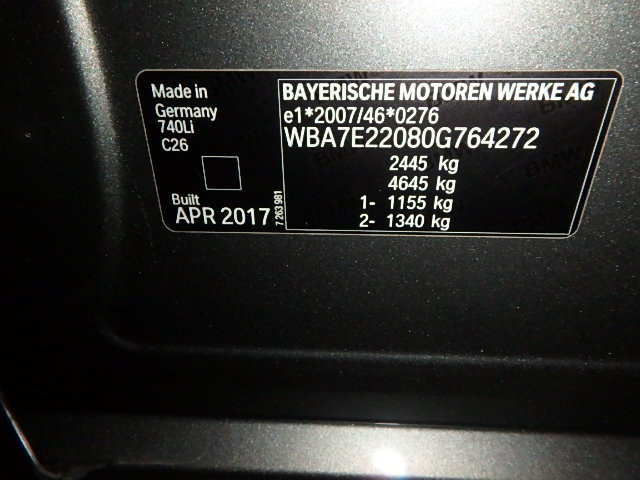 Made in
Germany
740Li
C26
Built
APR 2017
7 263 981
BAYERISCHE MOTOREN WERKE AG
e1*2007/46*0276
WBA7E22080G764272
2445 kg
4645 kg
1- 1155 kg
2- 1340 kg
BMW